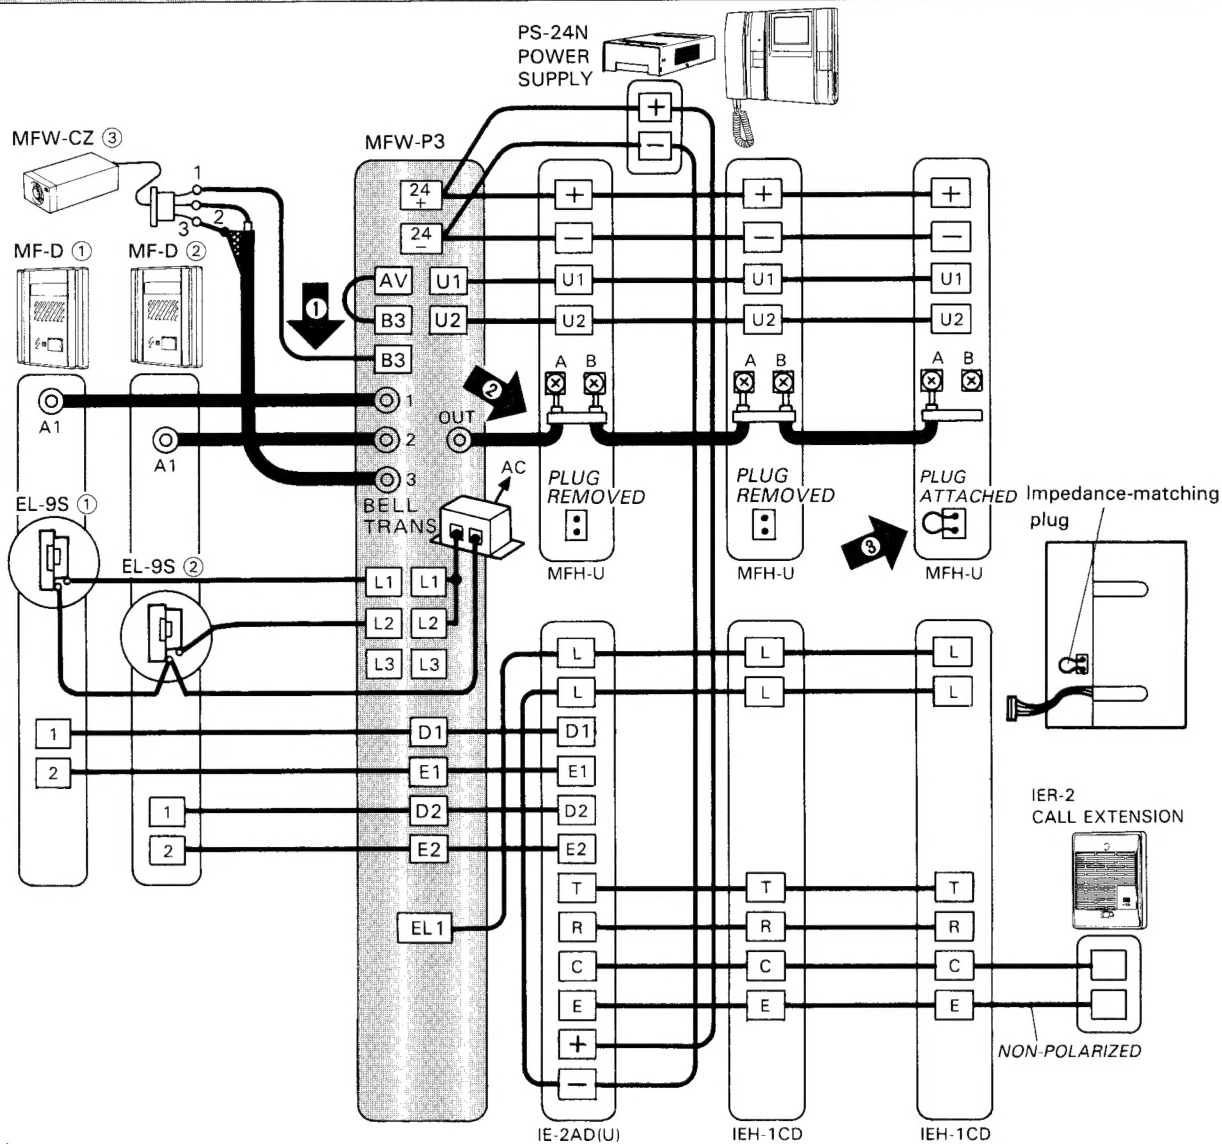 PS-24N
POWER
SUPPLY
+
−
MFW-CZ ③
1
2
3
MFW-P3
MF-D ①
MF-D ②
24 +
+
+
+
24 −
−
−
−
AV
U1
U1
U1
U1
❶
B3
U2
U2
U2
U2
B3
❷
A B
A B
A B
A1
1
OUT
A1
2
3
AC
BELL
TRANS
PLUG
REMOVED
PLUG
REMOVED
PLUG
ATTACHED
❸
Impedance-matching
plug
MFH-U
MFH-U
MFH-U
EL-9S ①
EL-9S ②
L1
L1
L2
L2
L3
L3
L
L
L
L
L
L
1
D1
D1
2
E1
E1
1
D2
D2
2
E2
E2
IER-2
CALL EXTENSION
T
T
T
EL1
R
R
R
C
C
C
E
E
E
+
−
NON-POLARIZED
IE-2AD(U)
IEH-1CD
IEH-1CD